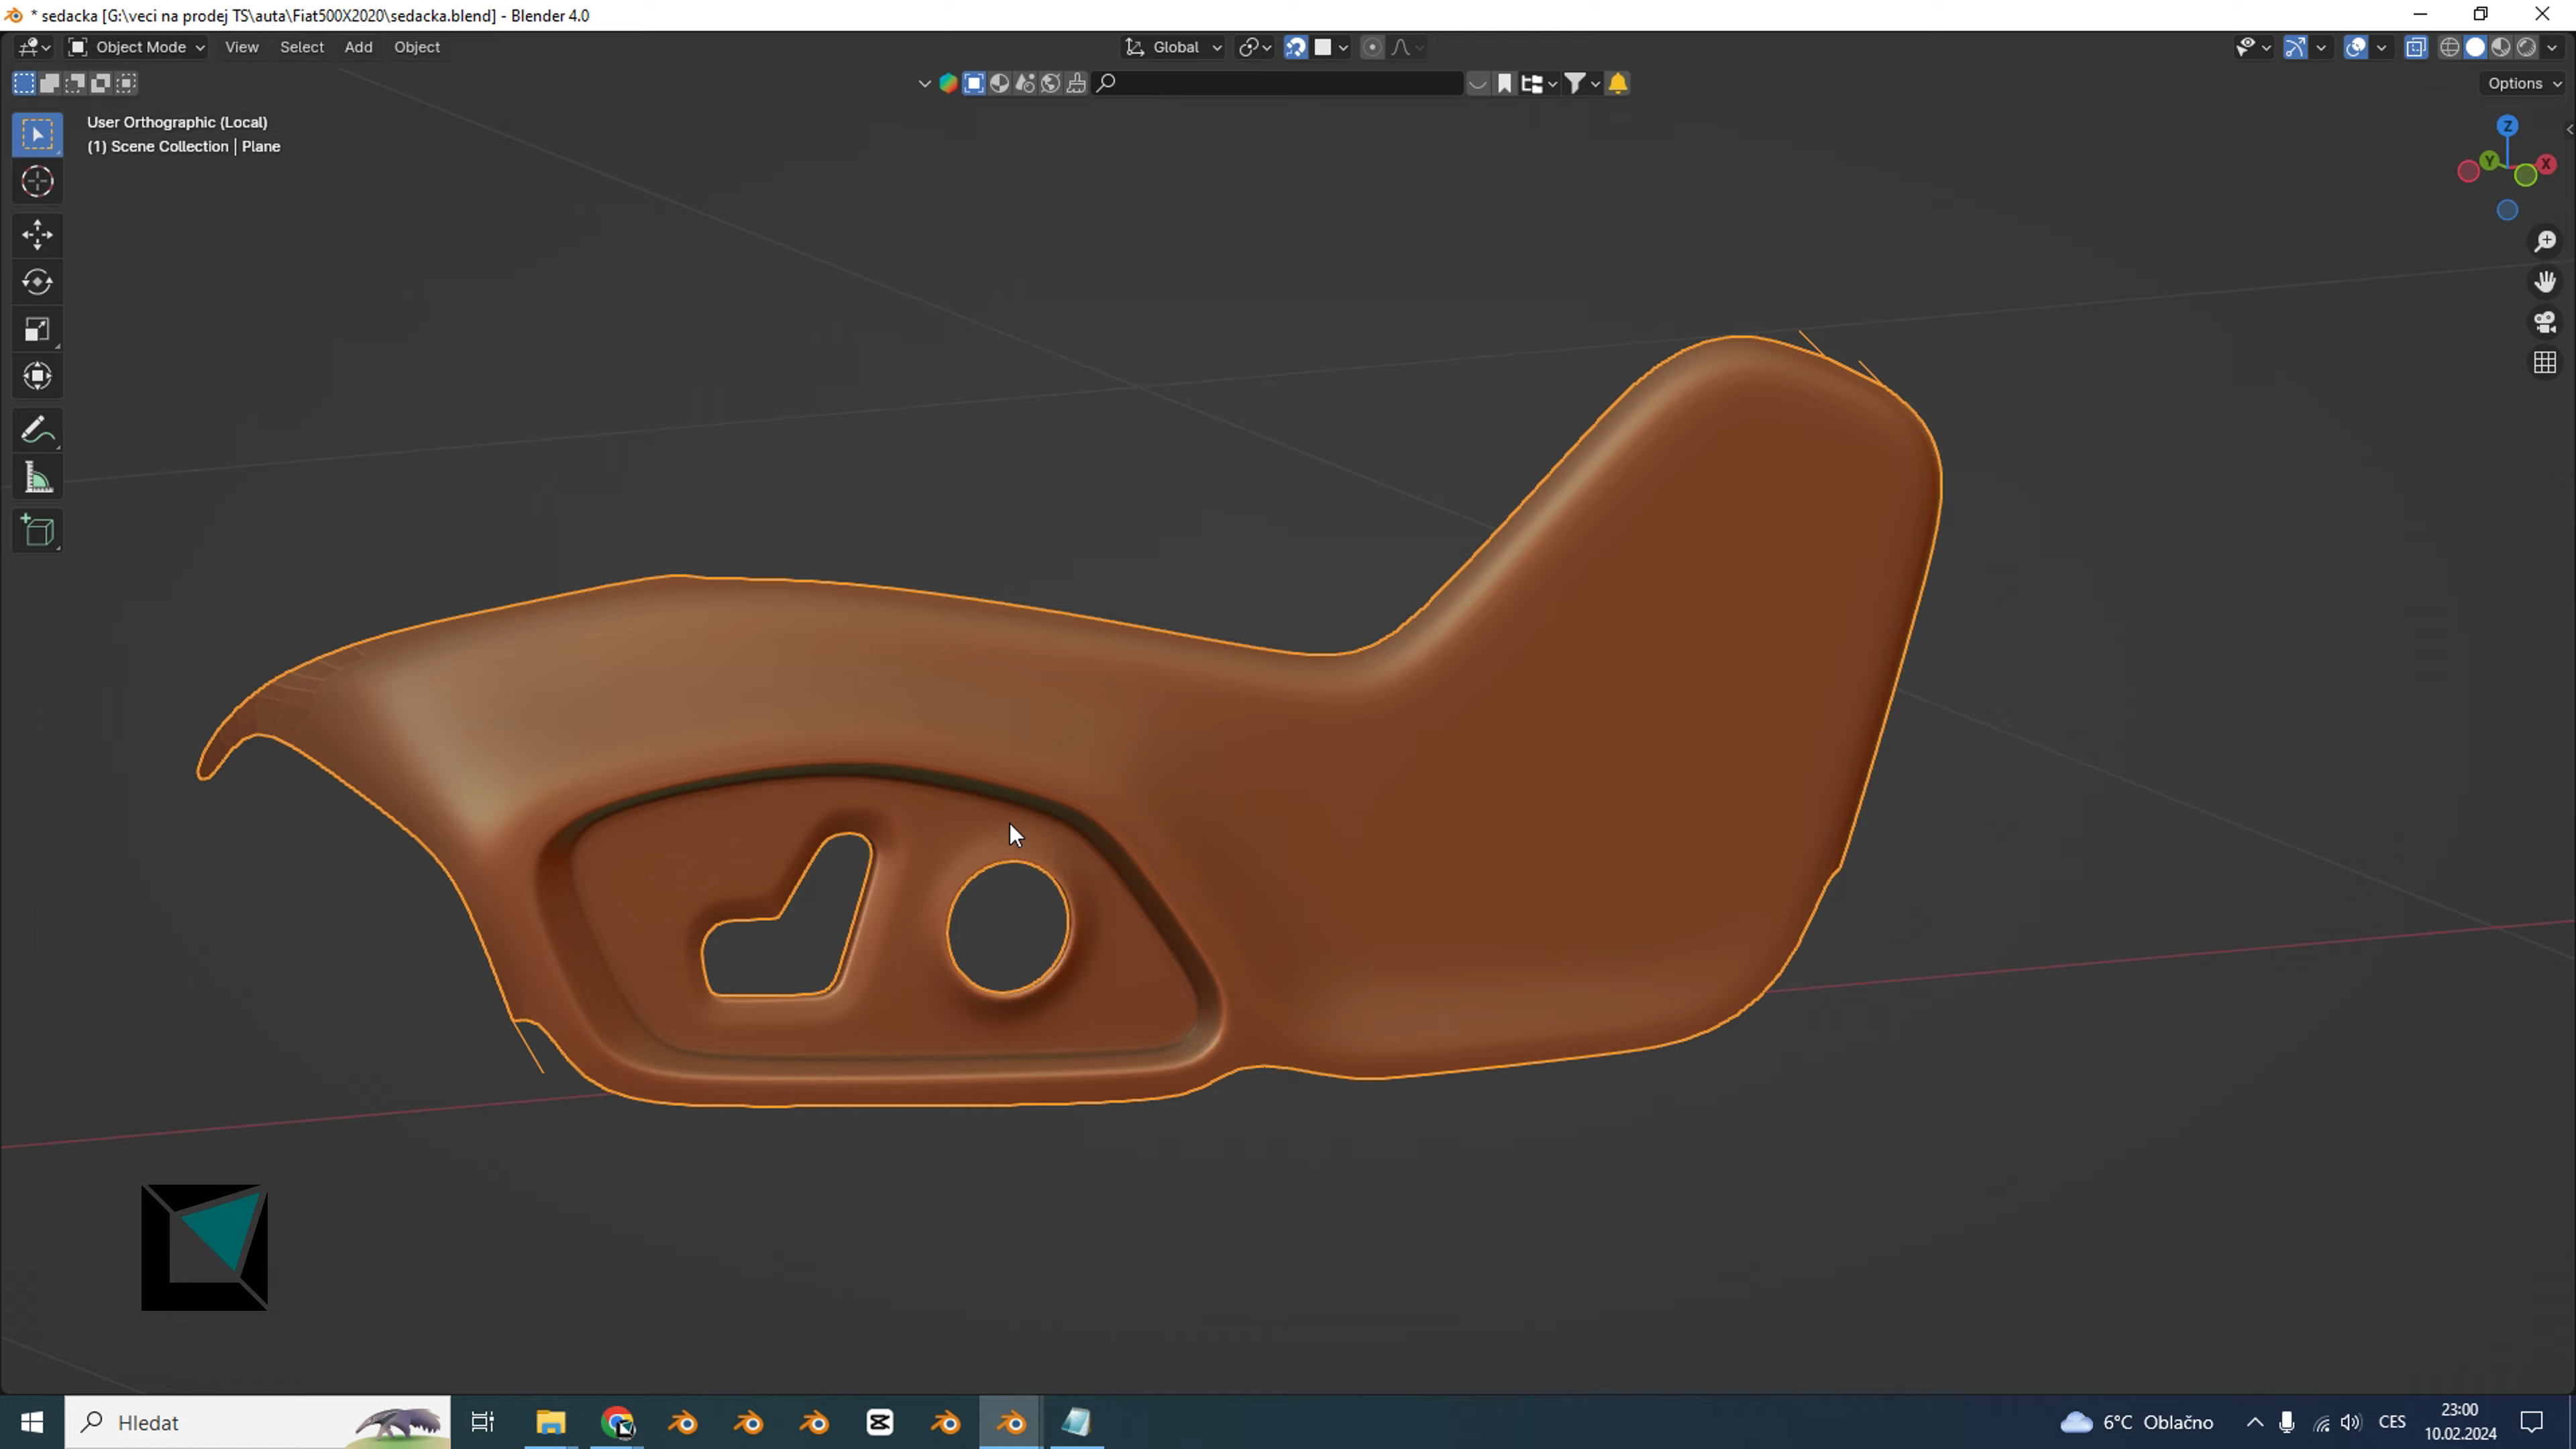 * sedacka [G:\veci na prodej TS\auta\Fiat500X2020\sedacka.blend] - Blender 4.0
Object Mode View Select Add Object Global
Options
User Orthographic (Local)
(1) Scene Collection | Plane
Z
Y X
Hledat
6°C Oblačno
CES
23:00
10.02.2024